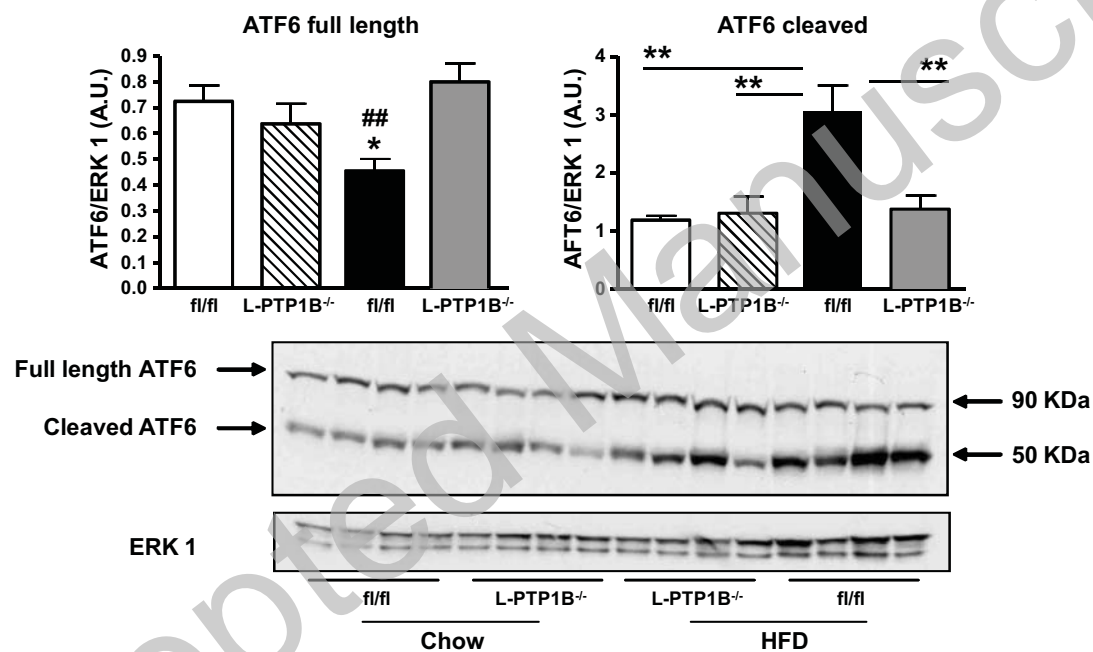 ATF6 full length
ATF6/ERK 1 (A.U.)
0.9
0.8
0.7
0.6
0.5
0.4
0.3
0.2
0.1
0.0
##
*
fl/fl L-PTP1B-/- fl/fl L-PTP1B-/-
ATF6 cleaved
AFT6/ERK 1 (A.U.)
4
3
2
1
0
**
**
**
fl/fl L-PTP1B-/- fl/fl L-PTP1B-/-
Full length ATF6
90 KDa
Cleaved ATF6
50 KDa
ERK 1
fl/fl L-PTP1B-/- L-PTP1B-/- fl/fl
Chow HFD
pted Manusc